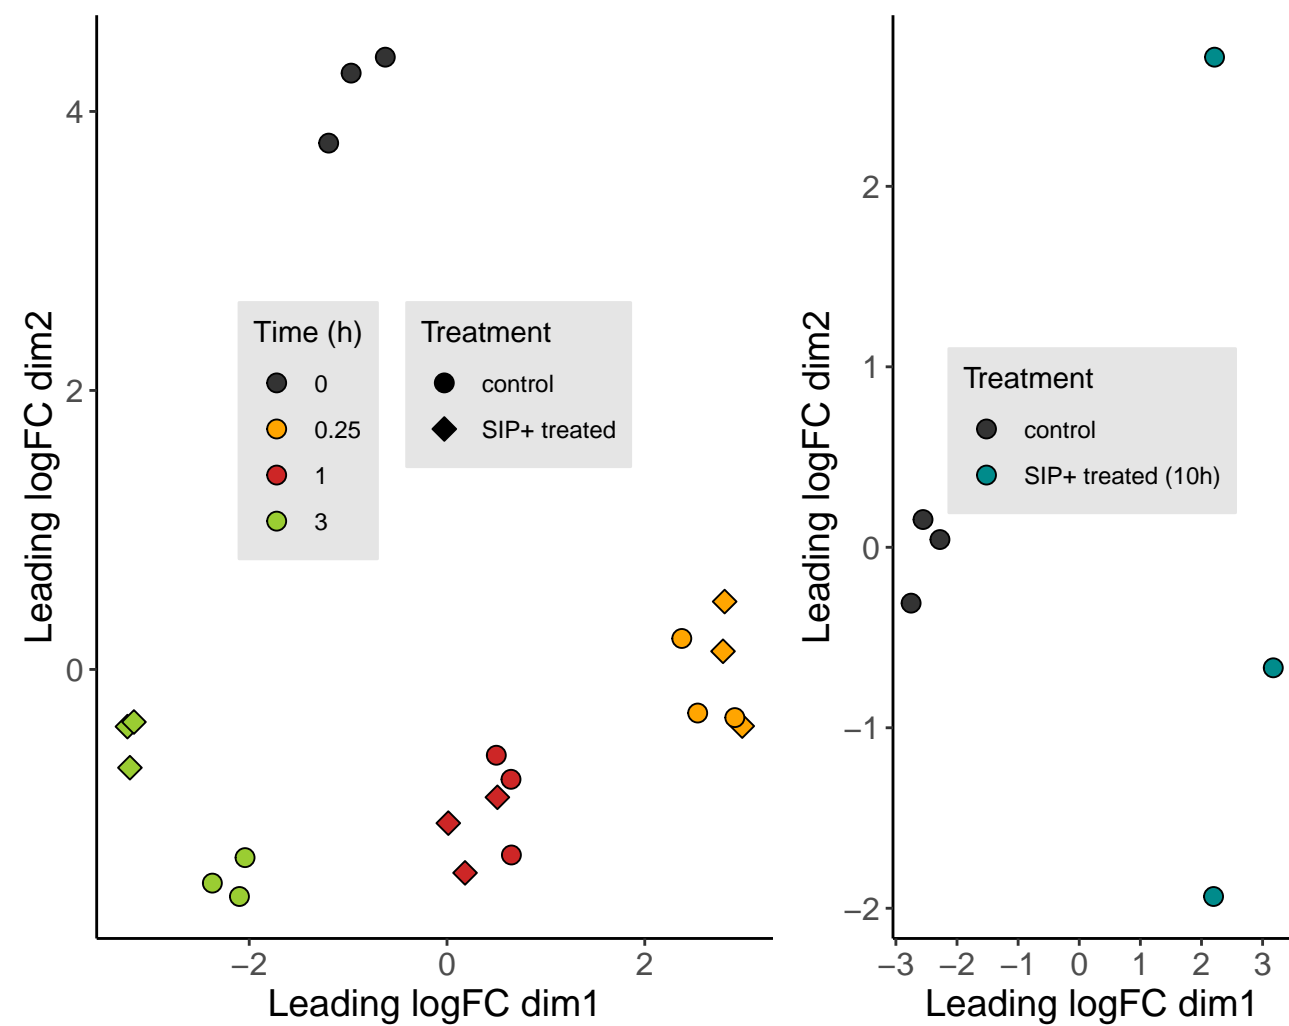 4
2
0
Leading logFC dim2
Time (h)
0
0.25
1
3
Treatment
control
SIP+ treated
−2
0
2
Leading logFC dim1
2
1
0
−1
−2
Leading logFC dim2
Treatment
control
SIP+ treated (10h)
−3 −2 −1 0 1 2 3
Leading logFC dim1